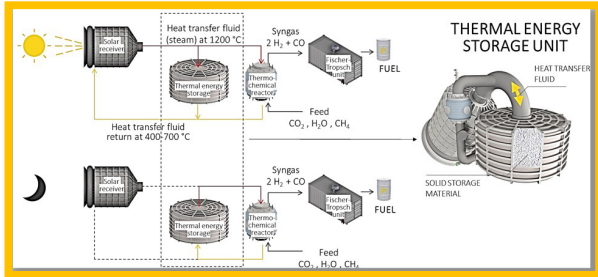 Solar
receiver
Heat transfer fluid
(steam) at 1200 °C
Syngas
2 H₂ + CO
Fischer-
Tropsch
unit
FUEL
Thermal energy
storage
Thermo-
chemical
reactor
Heat transfer fluid
return at 400-700 °C
Feed
CO₂ , H₂O , CH₄
Solar
receiver
Syngas
2 H₂ + CO
Fischer-
Tropsch
unit
FUEL
Thermal energy
storage
Thermo-
chemical
reactor
Feed
CO₂ , H₂O , CH₄
THERMAL ENERGY
STORAGE UNIT
HEAT TRANSFER
FLUID
SOLID STORAGE
MATERIAL